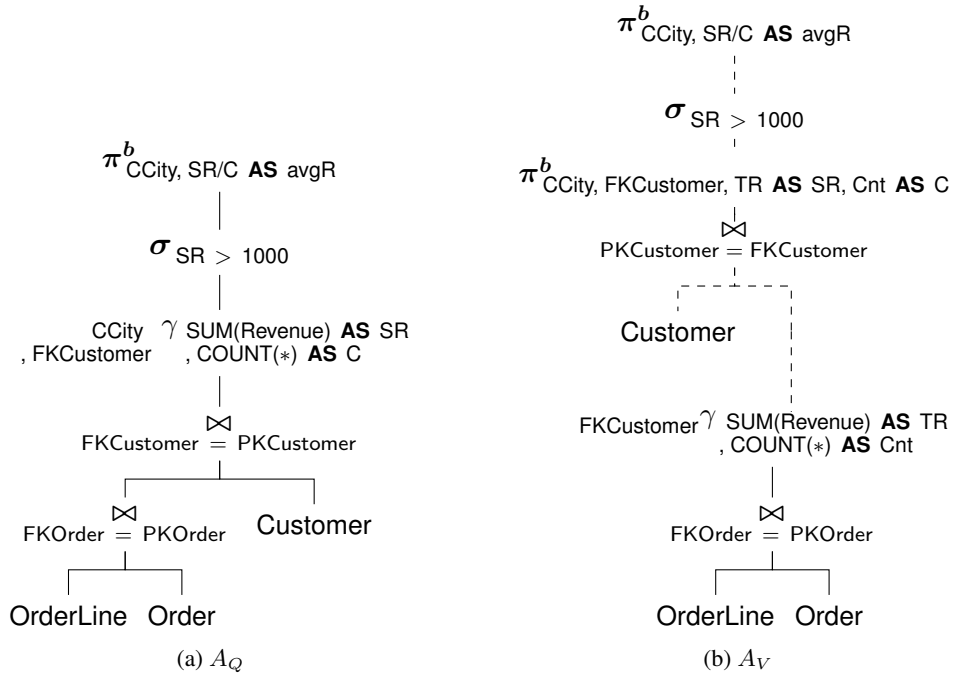 π^b CCity, SR/C AS avgR
σ SR > 1000
CCity γ SUM(Revenue) AS SR
, FKCustomer , COUNT(∗) AS C
⋈
FKCustomer = PKCustomer
⋈
FKOrder = PKOrder
Customer
OrderLine Order
(a) A_Q
π^b CCity, SR/C AS avgR
σ SR > 1000
π^b CCity, FKCustomer, TR AS SR, Cnt AS C
⋈
PKCustomer = FKCustomer
Customer
FKCustomer γ SUM(Revenue) AS TR
, COUNT(∗) AS Cnt
⋈
FKOrder = PKOrder
OrderLine Order
(b) A_V